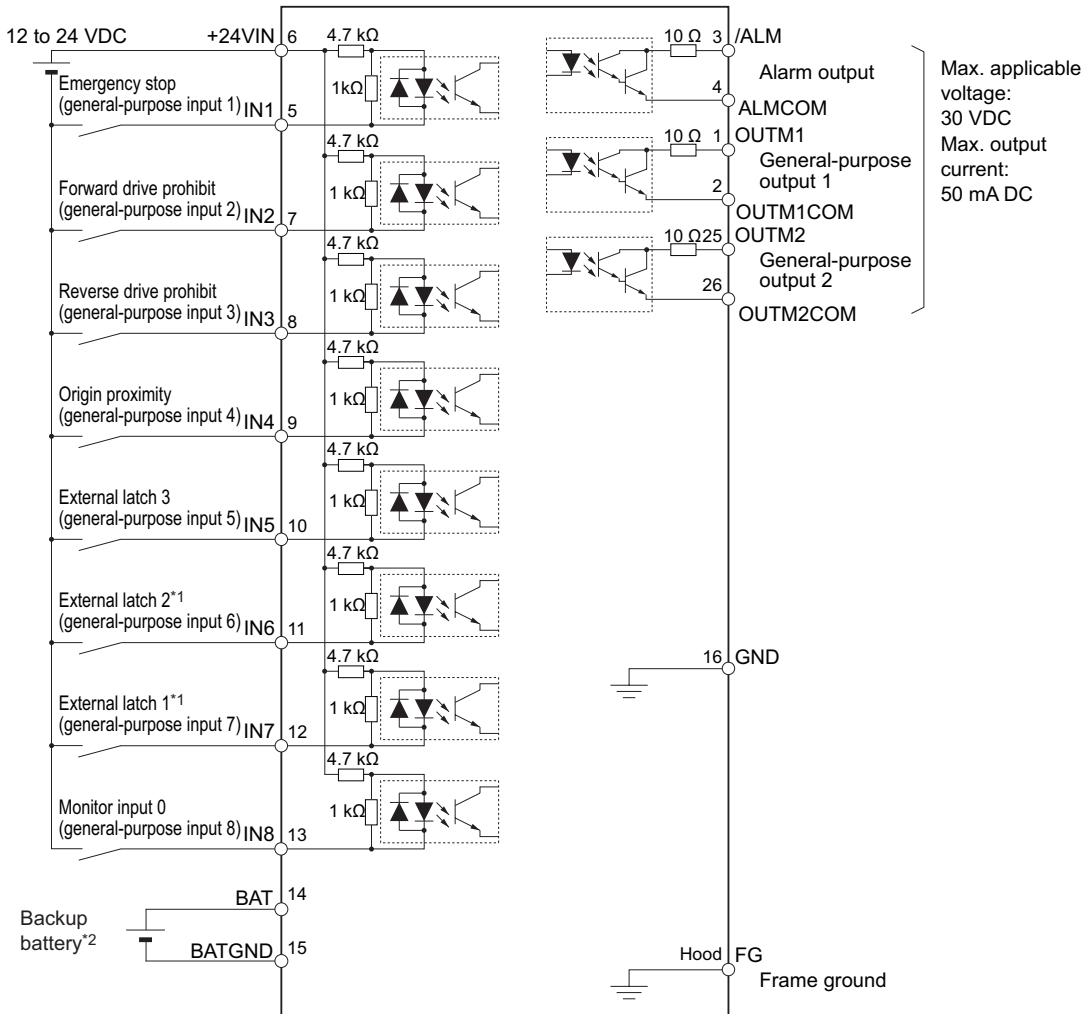 12 to 24 VDC
+24VIN 6
4.7 kΩ
Emergency stop
(general-purpose input 1) IN1 5
1kΩ
4.7 kΩ
Forward drive prohibit
(general-purpose input 2) IN2 7
1 kΩ
4.7 kΩ
Reverse drive prohibit
(general-purpose input 3) IN3 8
1 kΩ
4.7 kΩ
Origin proximity
(general-purpose input 4) IN4 9
1 kΩ
4.7 kΩ
External latch 3
(general-purpose input 5) IN5 10
1 kΩ
4.7 kΩ
External latch 2*1
(general-purpose input 6) IN6 11
1 kΩ
4.7 kΩ
External latch 1*1
(general-purpose input 7) IN7 12
1 kΩ
4.7 kΩ
Monitor input 0
(general-purpose input 8) IN8 13
1 kΩ
BAT 14
Backup
battery*2
BATGND 15
10 Ω 3 /ALM
Alarm output
4
ALMCOM
10 Ω 1 OUTM1
General-purpose
output 1
2
OUTM1COM
10 Ω 25 OUTM2
General-purpose
output 2
26
OUTM2COM
Max. applicable
voltage:
30 VDC
Max. output
current:
50 mA DC
16 GND
Hood FG
Frame ground